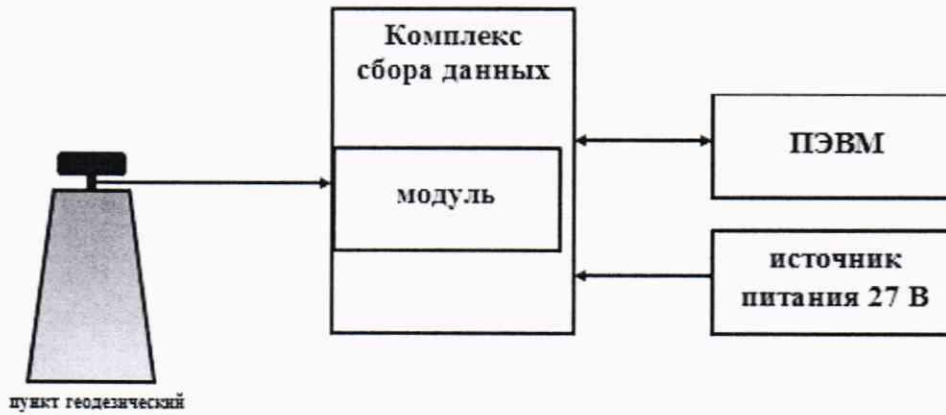 Комплекс
сбора данных
модуль
ПЭВМ
источник
питания 27 В
пункт геодезический